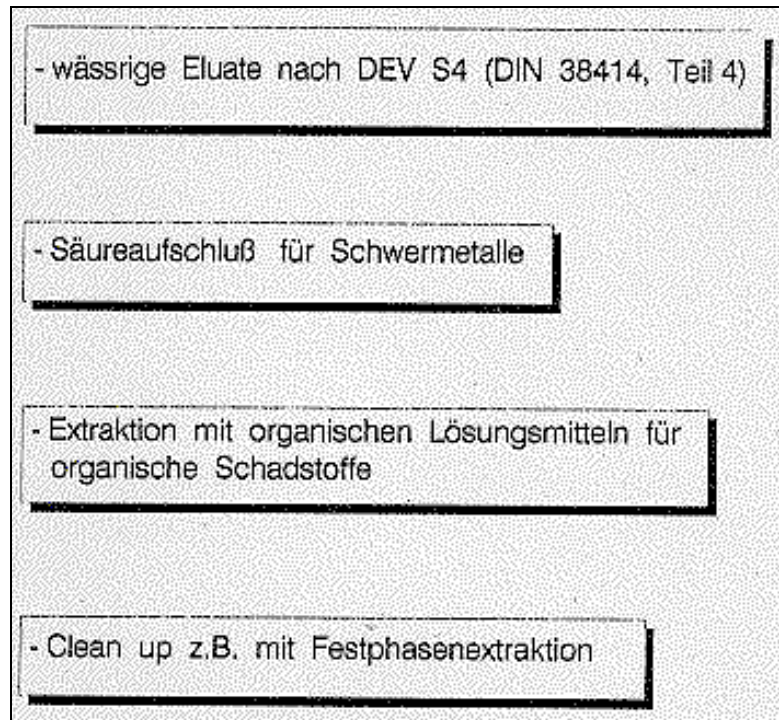 - wässrige Eluate nach DEV S4 (DIN 38414, Teil 4)
- Säureaufschluß für Schwermetalle
- Extraktion mit organischen Lösungsmitteln für
organische Schadstoffe
- Clean up z.B. mit Festphasenextraktion